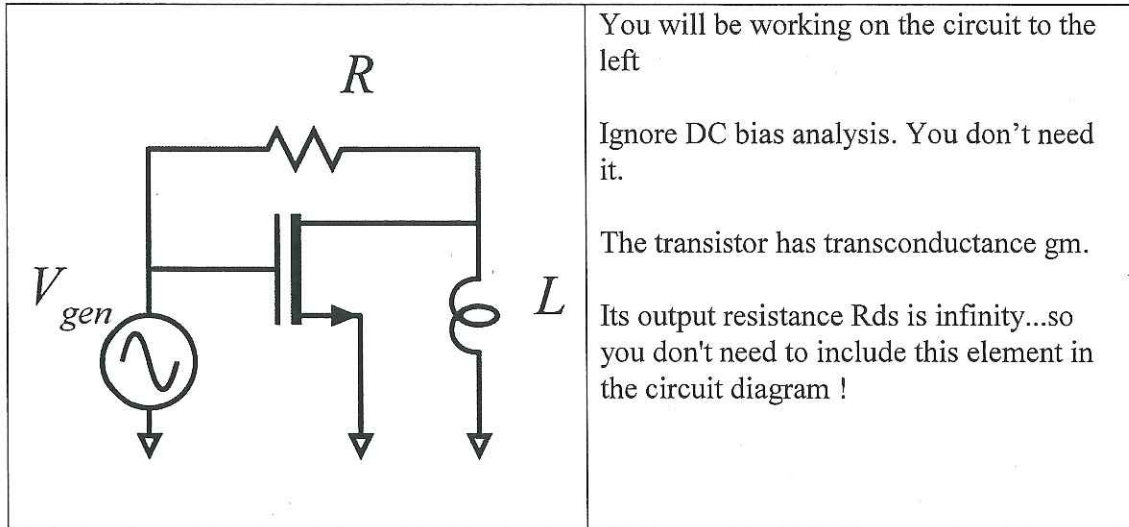 R
V gen
L
You will be working on the circuit to the
left
Ignore DC bias analysis. You don't need
it.
The transistor has transconductance gm.
Its output resistance Rds is infinity...so
you don't need to include this element in
the circuit diagram !